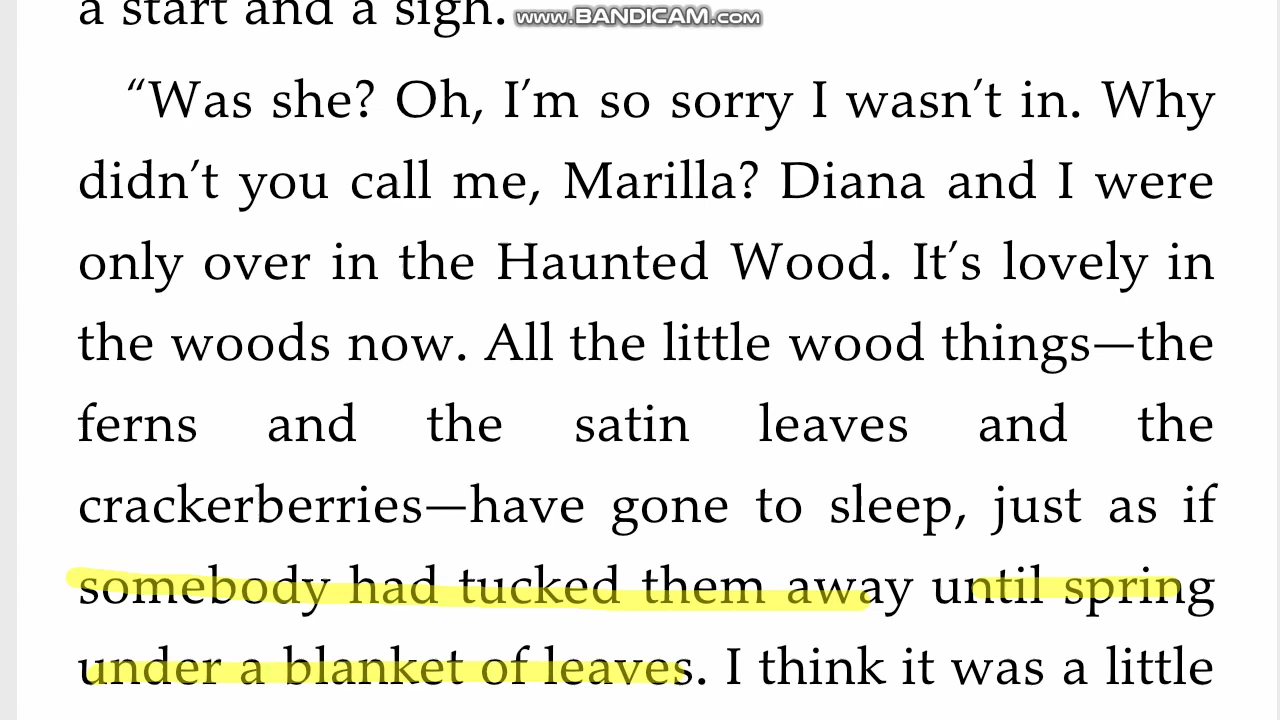 a start and a sigh.
www.BANDICAM.com
“Was she? Oh, I’m so sorry I wasn’t in. Why
didn’t you call me, Marilla? Diana and I were
only over in the Haunted Wood. It’s lovely in
the woods now. All the little wood things—the
ferns and the satin leaves and the
crackerberries—have gone to sleep, just as if
somebody had tucked them away until spring
under a blanket of leaves. I think it was a little